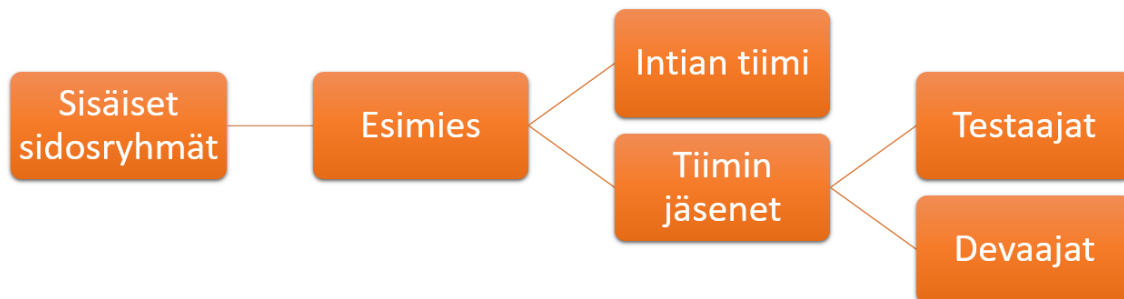 Sisäiset
sidosryhmät
Esimies
Intian tiimi
Tiimin
jäsenet
Testaajat
Devaajat